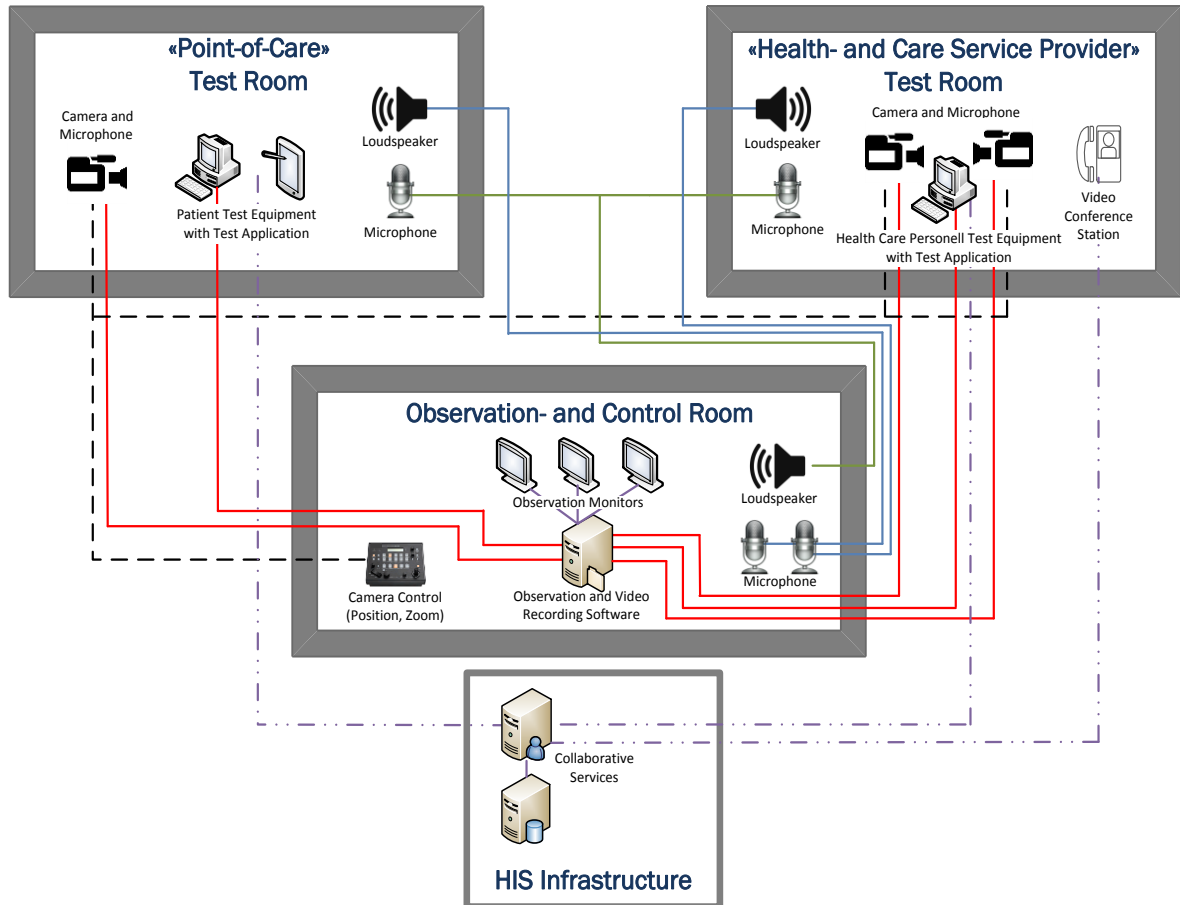 «Point-of-Care»
Test Room
Camera and
Microphone
Patient Test Equipment
with Test Application
Loudspeaker
Microphone
«Health- and Care Service Provider»
Test Room
Loudspeaker
Microphone
Camera and Microphone
Health Care Personell Test Equipment
with Test Application
Video
Conference
Station
Observation- and Control Room
Observation Monitors
Loudspeaker
Microphone
Camera Control
(Position, Zoom)
Observation and Video
Recording Software
Collaborative
Services
HIS Infrastructure